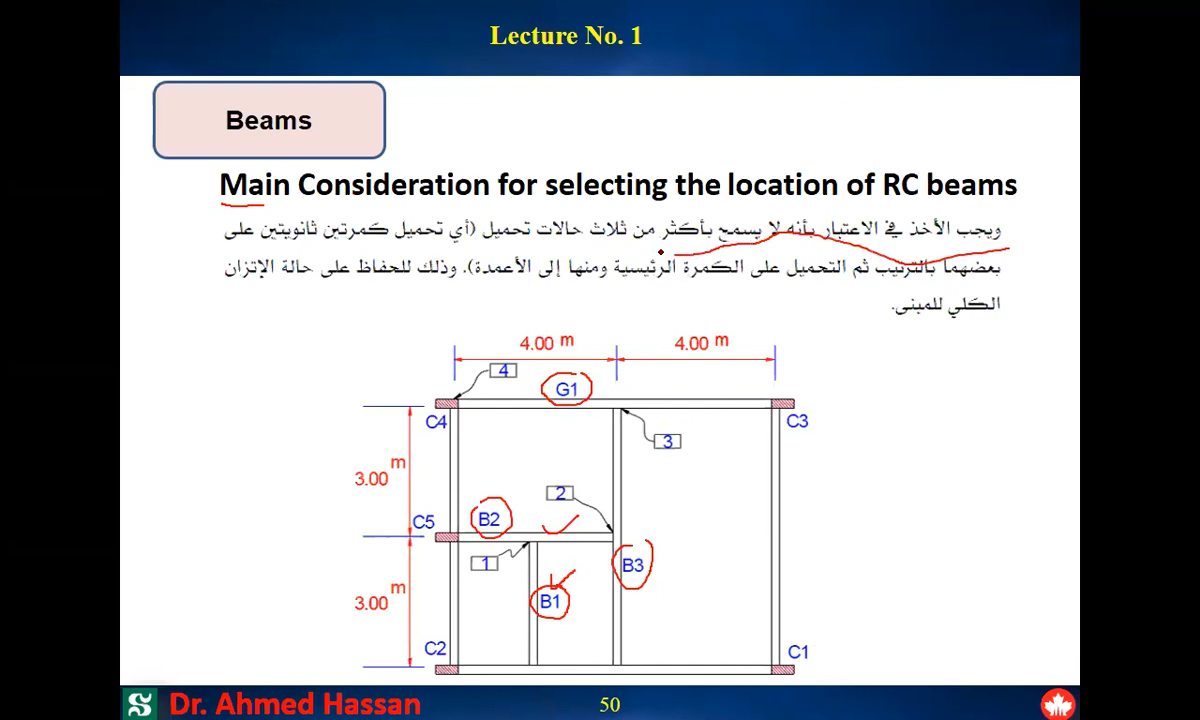 Lecture No. 1
Beams
Main Consideration for selecting the location of RC beams
ويجب الأخذ في الاعتبار بأنه لا يسمح بأكثر من ثلاث حالات تحميل (أي تحميل كمرتين ثانويتين على
بعضهما بالترتيب ثم التحميل على الكمرة الرئيسية ومنها إلى الأعمدة). وذلك للحفاظ على حالة الإتزان
الكلي للمبنى.
4.00 m 4.00 m
4 G1
C4 C3
3
3.00 m
2
C5 B2
1 B3
3.00 m B1
C2 C1
Dr. Ahmed Hassan 50